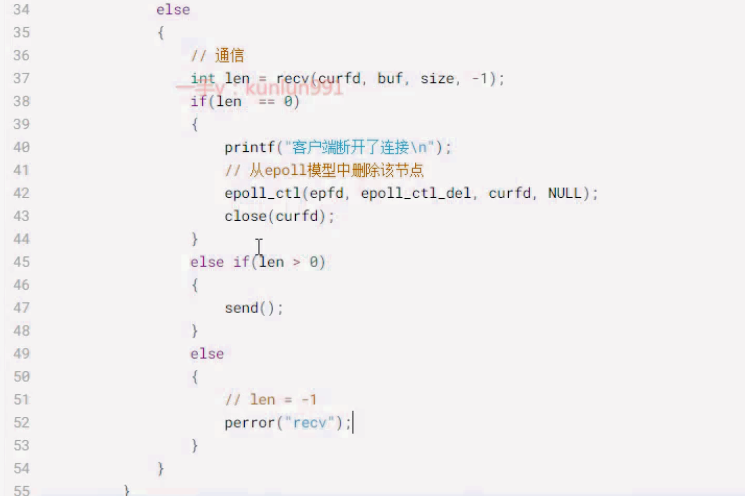 34 else
35 {
36 // 通信
37 int len = recv(curfd, buf, size, -1);
一手v：kunlun991
38 if(len == 0)
39 {
40 printf("客户端断开了连接\n");
41 // 从epoll模型中删除该节点
42 epoll_ctl(epfd, epoll_ctl_del, curfd, NULL);
43 close(curfd);
44 }
45 else if(len > 0)
46 {
47 send();
48 }
49 else
50 {
51 // len = -1
52 perror("recv");
53 }
54 }
55 }